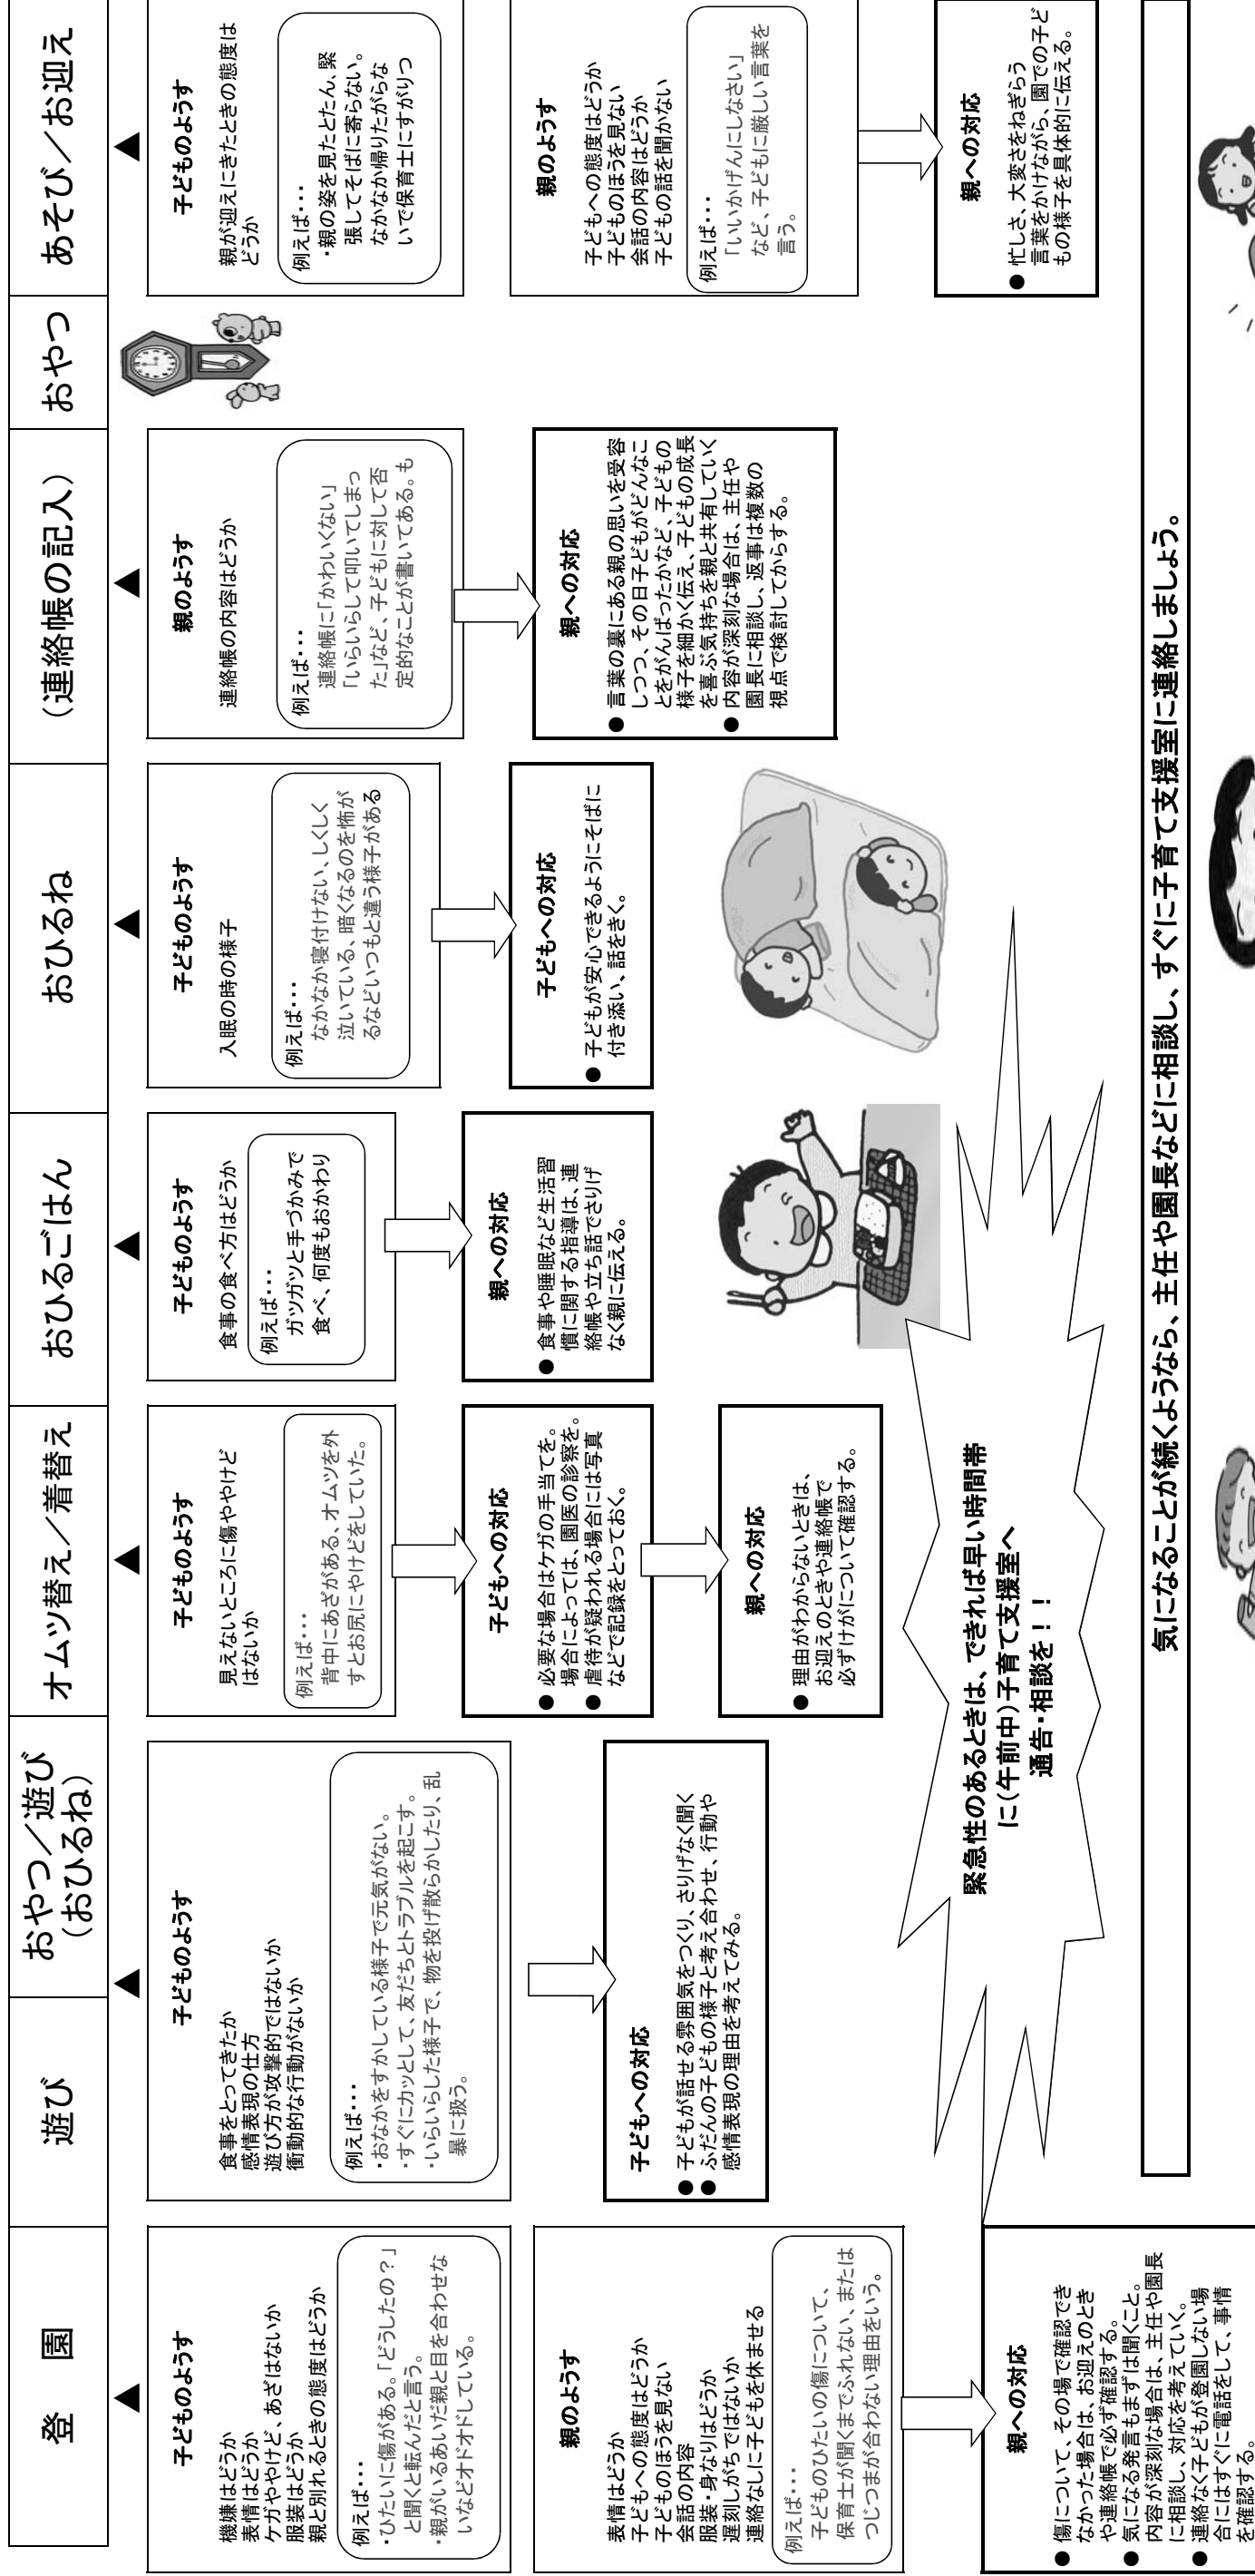 登　園
遊び
おやつ／遊び
（おひるね）
オムツ替え／着替え
おひるごはん
おひるね
（連絡帳の記入）
おやつ
あそび／お迎え
子どものようす
機嫌はどうか
表情はどうか
ケガややけど、あざはないか
服装はどうか
親と別れるときの態度はどうか
例えば・・・
・ひたいに傷がある。「どうしたの？」
と聞くと転んだと言う。
・親がいるあいだ親と目を合わせな
いなどオドオドしている。
親のようす
表情はどうか
子どもへの態度はどうか
子どものほうを見ない
会話の内容
服装・身なりはどうか
遅刻しがちではないか
連絡なしに子どもを休ませる
例えば・・・
子どものひたいの傷について、
保育士が聞くまでふれない、または
つじつまが合わない理由をいう。
親への対応
● 傷について、その場で確認でき
なかった場合は、お迎えのとき
や連絡帳で必ず確認する。
● 気になる発言もまずは聞くこと。
内容が深刻な場合は、主任や園長
に相談し、対応を考えていく。
● 連絡なく子どもが登園しない場
合にはすぐに電話をして、事情
を確認する。
子どものようす
食事をとってきたか
感情表現の仕方
遊び方が攻撃的ではないか
衝動的な行動がないか
例えば・・・
・おなかをすかしている様子で元気がない。
・すぐにカッとして、友だちとトラブルを起こす。
・いらいらした様子で、物を投げ散らかしたり、乱
暴に扱う。
子どもへの対応
● 子どもが話せる雰囲気をつくり、さりげなく聞く
● ふだんの子どもの様子と考え合わせ、行動や
感情表現の理由を考えてみる。
子どものようす
見えないところに傷ややけど
はないか
例えば・・・
背中にあざがある、オムツを外
すとお尻にやけどをしていた。
子どもへの対応
● 必要な場合はケガの手当てを。
場合によっては、園医の診察を。
● 虐待が疑われる場合には写真
などで記録をとっておく。
親への対応
● 理由がわからないときは、
お迎えのときや連絡帳で
必ずけがについて確認する。
子どものようす
食事の食べ方はどうか
例えば・・・
ガツガツと手づかみで
食べ、何度もおかわり
親への対応
● 食事や睡眠など生活習
慣に関する指導は、連
絡帳や立ち話でさりげ
なく親に伝える。
子どものようす
入眠の時の様子
例えば・・・
なかなか寝付けない、しくしく
泣いている、暗くなるのを怖が
るなどいつもと違う様子がある
子どもへの対応
● 子どもが安心できるようにそばに
付き添い、話をきく。
親のようす
連絡帳の内容はどうか
例えば・・・
連絡帳に「かわいくない」
「いらいらして叩いてしまっ
た」など、子どもに対して否
定的なことが書いてある。も
親への対応
● 言葉の裏にある親の思いを受容
しつつ、その日子どもがどんなこ
とをがんばったかなど、子どもの
様子を細かく伝え、子どもの成長
を喜ぶ気持ちを親と共有していく
● 内容が深刻な場合は、主任や
園長に相談し、返事は複数の
視点で検討してからする。
子どものようす
親が迎えにきたときの態度は
どうか
例えば・・・
・親の姿を見たとたん、緊
張してそばに寄らない。
なかなか帰りたがらな
いで保育士にすがりつ
親のようす
子どもへの態度はどうか
子どものほうを見ない
会話の内容はどうか
子どもの話を聞かない
例えば・・・
「いいかげんにしなさい」
など、子どもに厳しい言葉を
言う。
親への対応
● 忙しさ、大変さをねぎらう
言葉をかけながら、園での子ど
もの様子を具体的に伝える。
緊急性のあるときは、できれば早い時間帯
に（午前中）子育て支援室へ
通告・相談を！！
気になることが続くようなら、主任や園長などに相談し、すぐに子育て支援室に連絡しましょう。